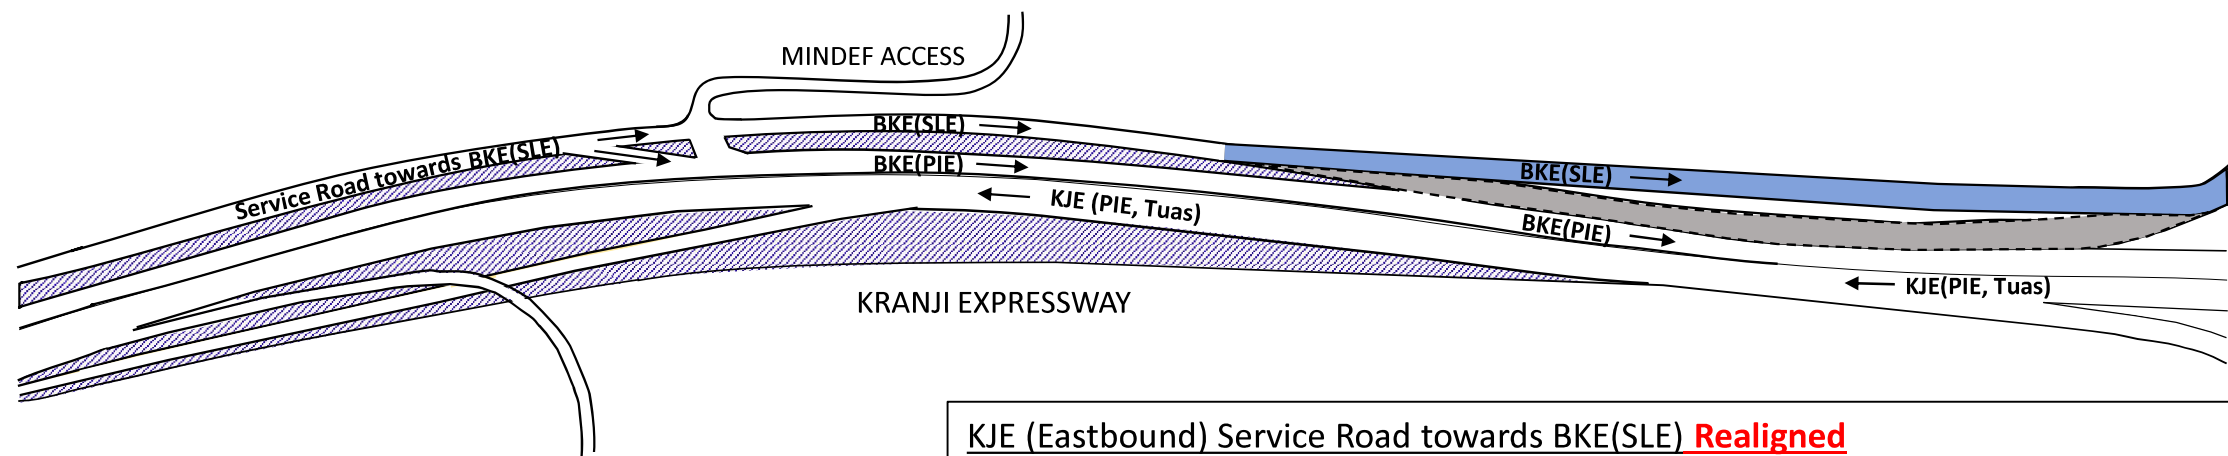 MINDEF ACCESS
BKE(SLE)
Service Road towards BKE(SLE)
BKE(PIE)
BKE(SLE)
KJE (PIE, Tuas)
BKE(PIE)
KJE(PIE, Tuas)
KRANJI EXPRESSWAY
KJE (Eastbound) Service Road towards BKE(SLE) Realigned